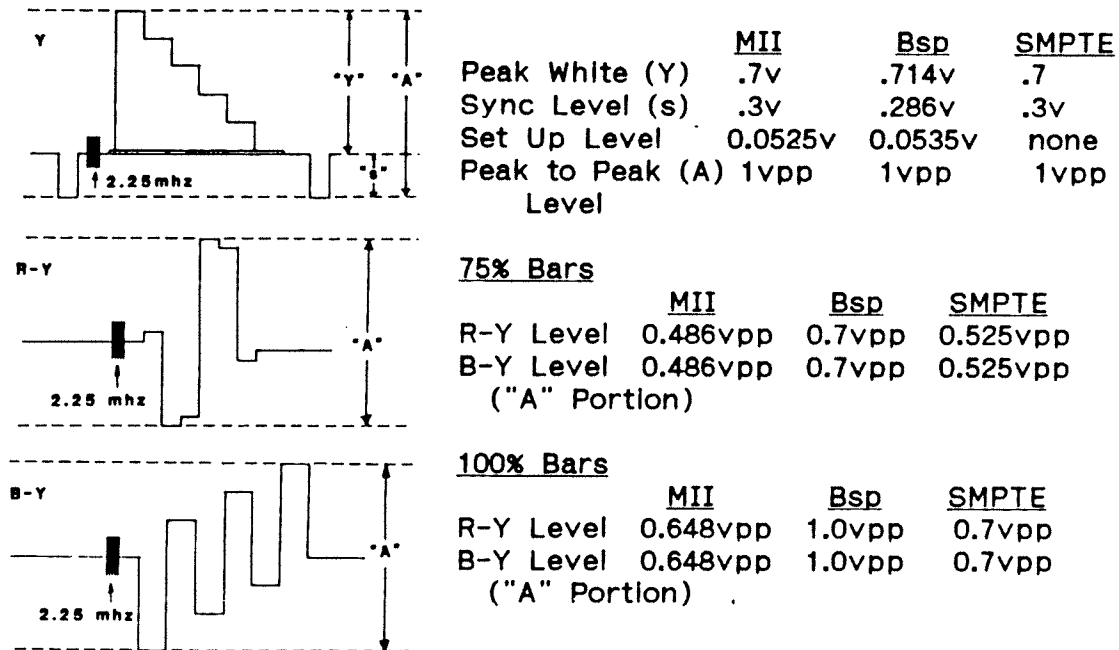 Y
"Y" "A"
"S"
2.25mhz
MII Bsp SMPTE
Peak White (Y) .7v .714v .7
Sync Level (s) .3v .286v .3v
Set Up Level 0.0525v 0.0535v none
Peak to Peak (A) 1vpp 1vpp 1vpp
Level
R-Y
"A"
2.25 mhz
75% Bars
MII Bsp SMPTE
R-Y Level 0.486vpp 0.7vpp 0.525vpp
B-Y Level 0.486vpp 0.7vpp 0.525vpp
("A" Portion)
B-Y
"A"
2.25 mhz
100% Bars
MII Bsp SMPTE
R-Y Level 0.648vpp 1.0vpp 0.7vpp
B-Y Level 0.648vpp 1.0vpp 0.7vpp
("A" Portion)